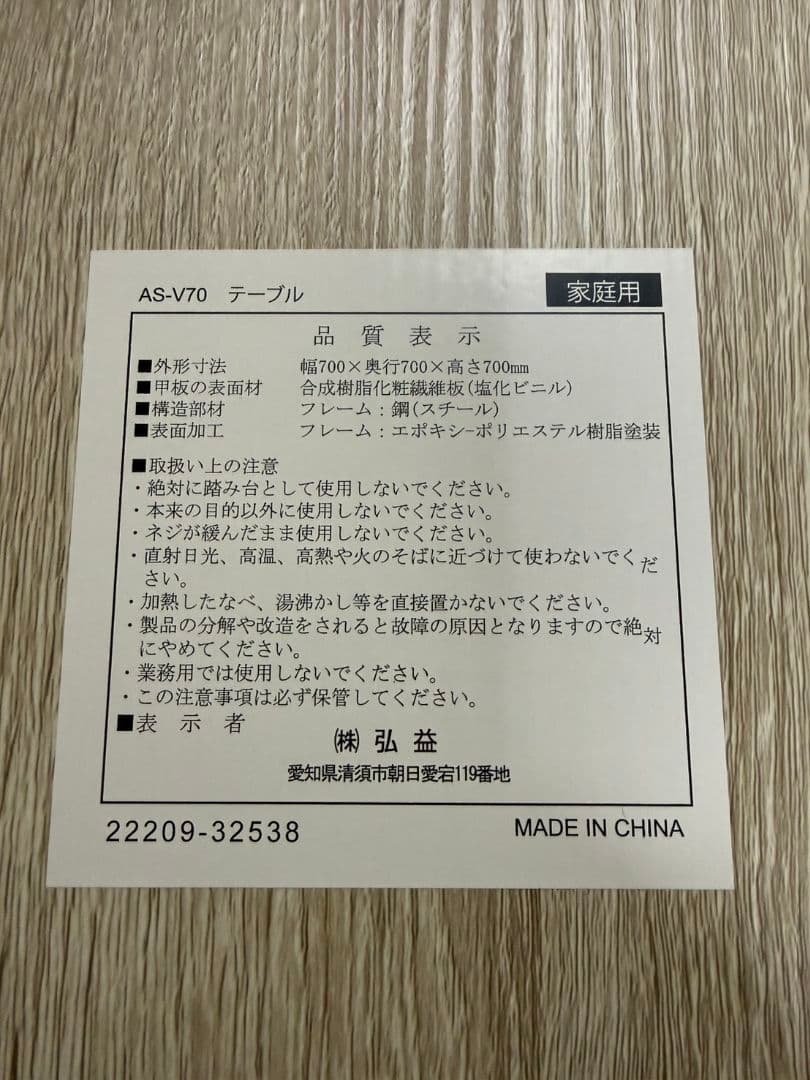 AS-V70 テーブル 家庭用
品質表示
■外形寸法 幅700×奥行700×高さ700mm
■甲板の表面材 合成樹脂化粧繊維板(塩化ビニル)
■構造部材 フレーム：鋼(スチール)
■表面加工 フレーム：エポキシ-ポリエステル樹脂塗装
■取扱い上の注意
・絶対に踏み台として使用しないでください。
・本来の目的以外に使用しないでください。
・ネジが緩んだまま使用しないでください。
・直射日光、高温、高熱や火のそばに近づけて使わないでくだ
さい。
・加熱したなべ、湯沸かし等を直接置かないでください。
・製品の分解や改造をされると故障の原因となりますので絶対
にやめてください。
・業務用では使用しないでください。
・この注意事項は必ず保管してください。
■表示者
㈱ 弘益
愛知県清須市朝日愛宕119番地
22209-32538 MADE IN CHINA